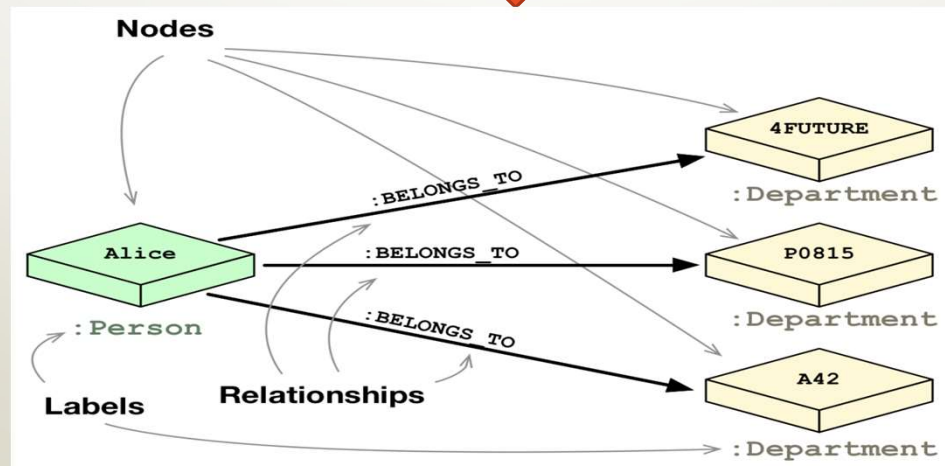 Nodes
4FUTURE
:BELONGS_TO
:Department
Alice
:BELONGS_TO
P0815
:Person
:BELONGS_TO
:Department
A42
Labels
Relationships
:Department